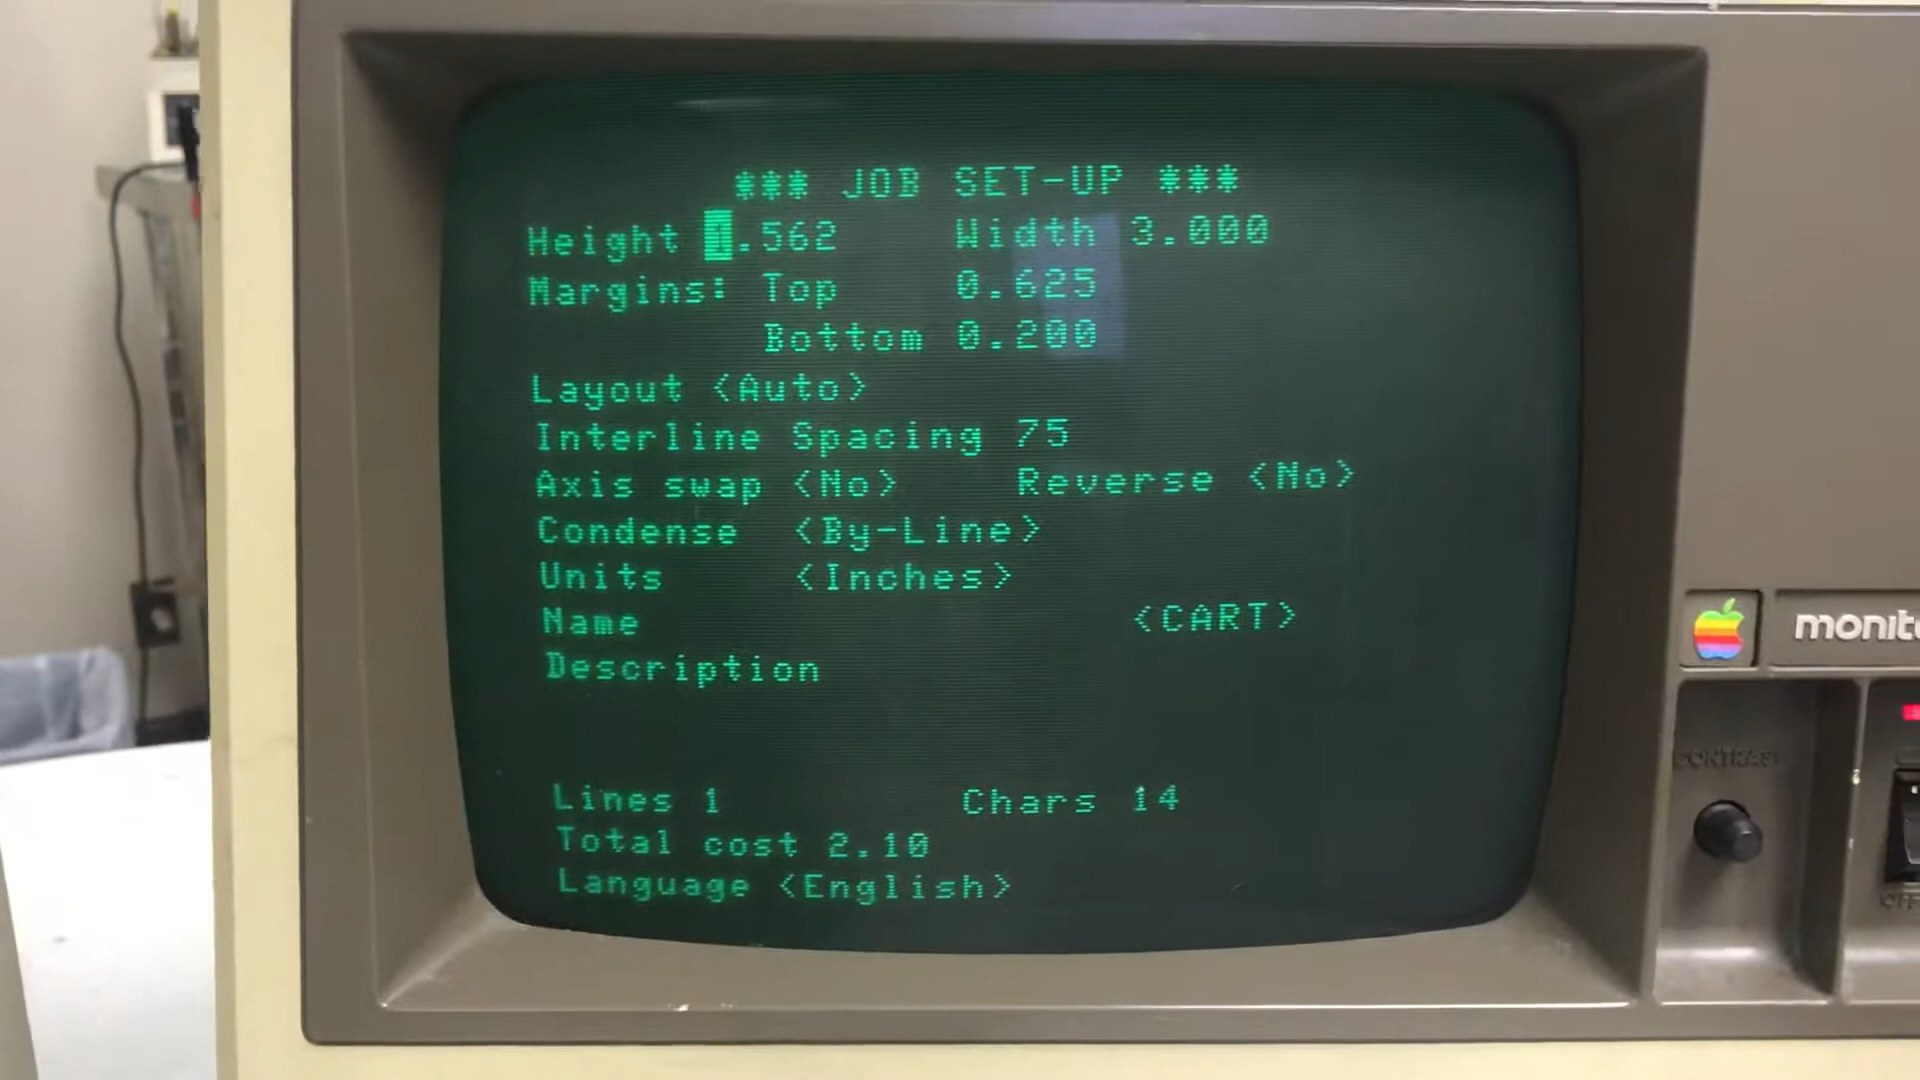 *** JOB SET-UP ***
Height .562 Width 3.000
Margins: Top 0.625
Bottom 0.200
Layout <Auto>
Interline Spacing 75
Axis swap <No> Reverse <No>
Condense <By-Line>
Units <Inches>
Name <CART>
Description
Lines 1 Chars 14
Total cost 2.10
Language <English>
monit
CONTRAST
OFF